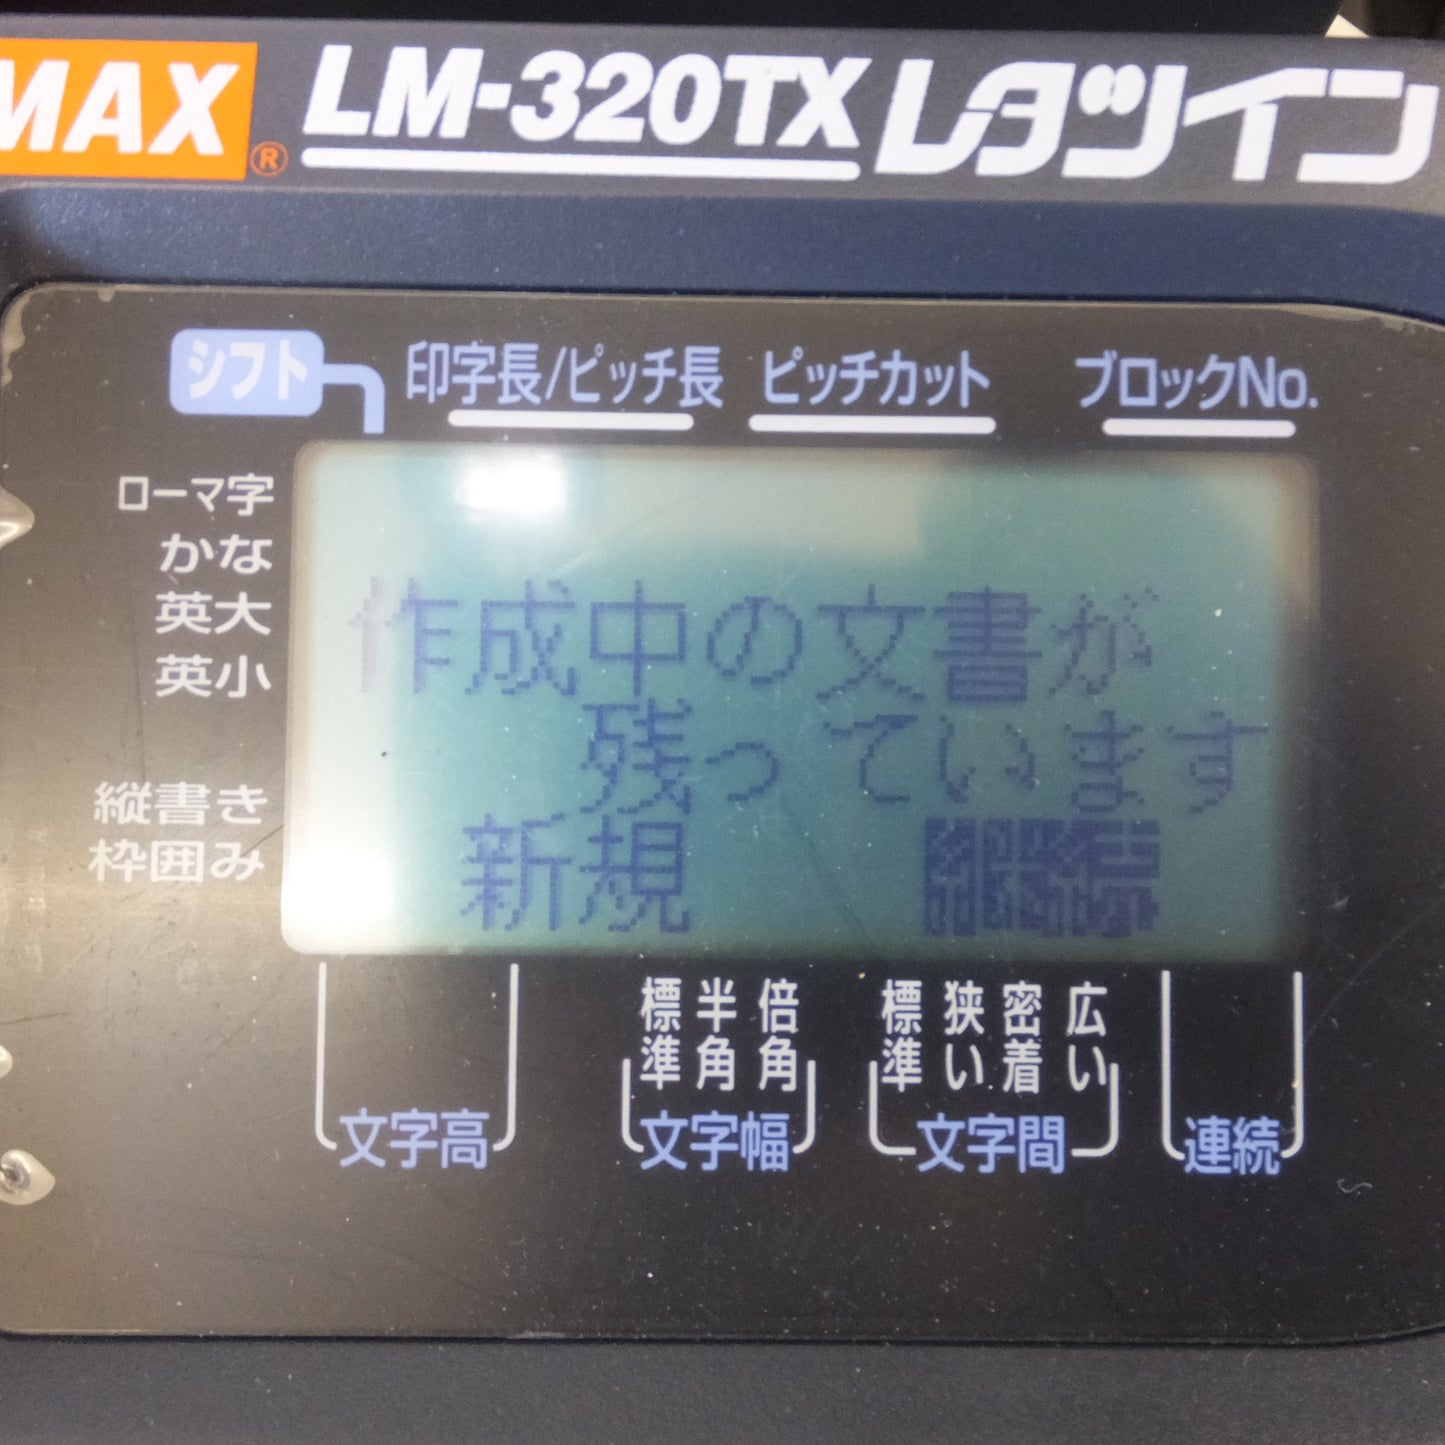 MAX® LM-320TX レタツイン
シフト 印字長/ピッチ長 ピッチカット ブロックNo.
ローマ字
かな
英大
英小
縦書き
枠囲み
作成中の文書が
残っています
新規 継続
標準 半角 倍角 標準 狭い 密着 広い
文字高 文字幅 文字間 連続